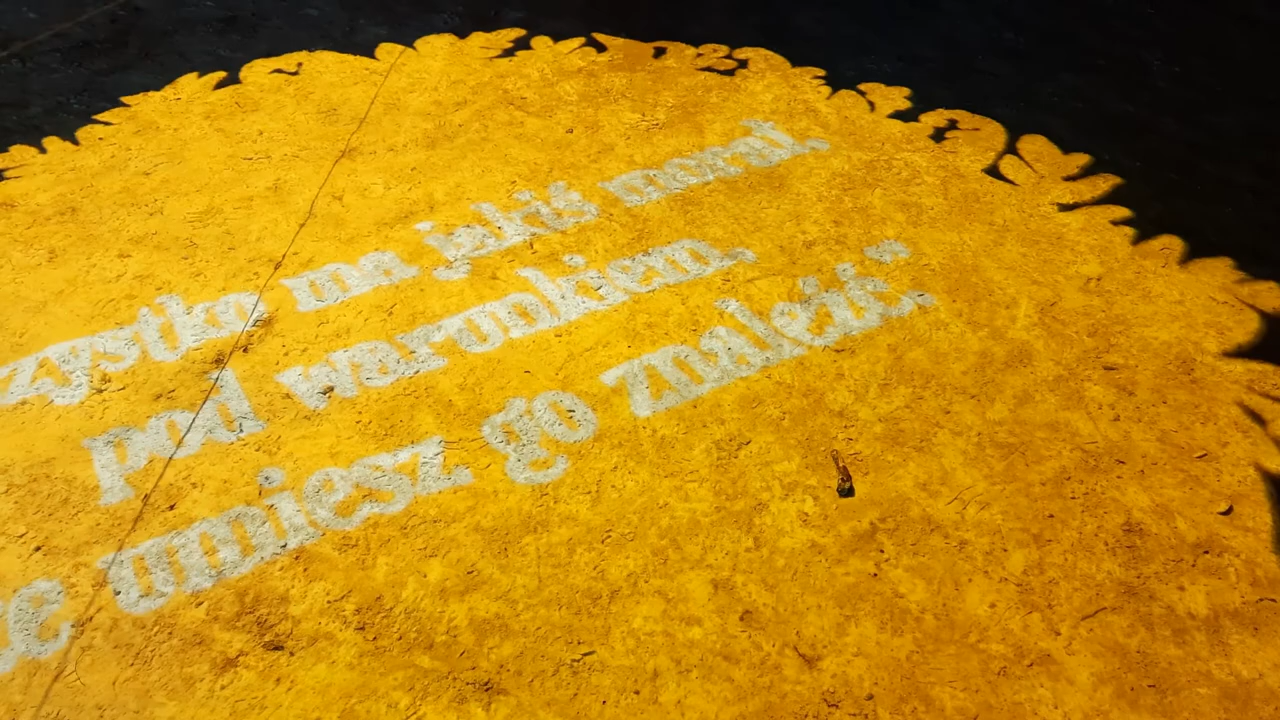 zystko ma jakiś morał,
pod warunkiem,
że umiesz go znaleźć."